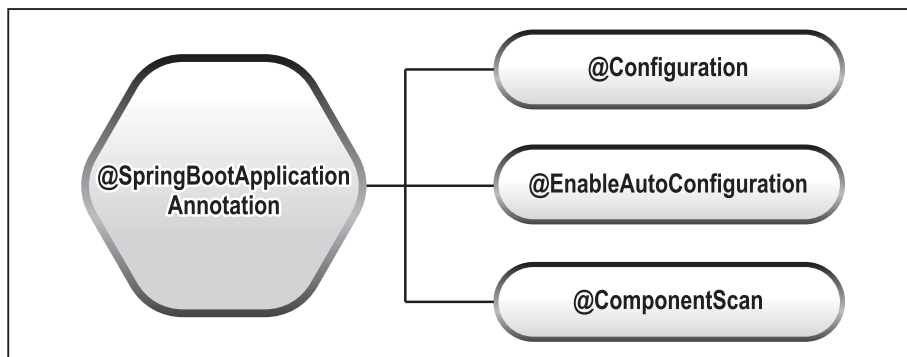 @SpringBootApplication
Annotation
@Configuration
@EnableAutoConfiguration
@ComponentScan